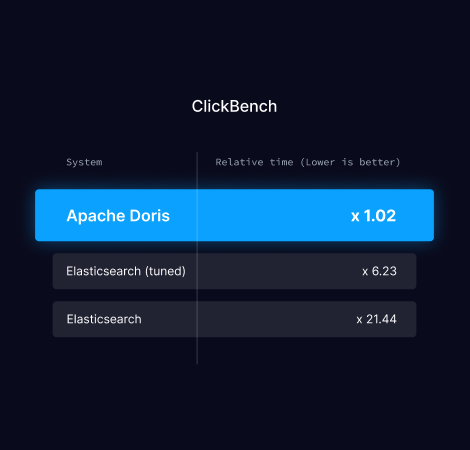 ClickBench
System Relative time (Lower is better)
Apache Doris x 1.02
Elasticsearch (tuned) x 6.23
Elasticsearch x 21.44